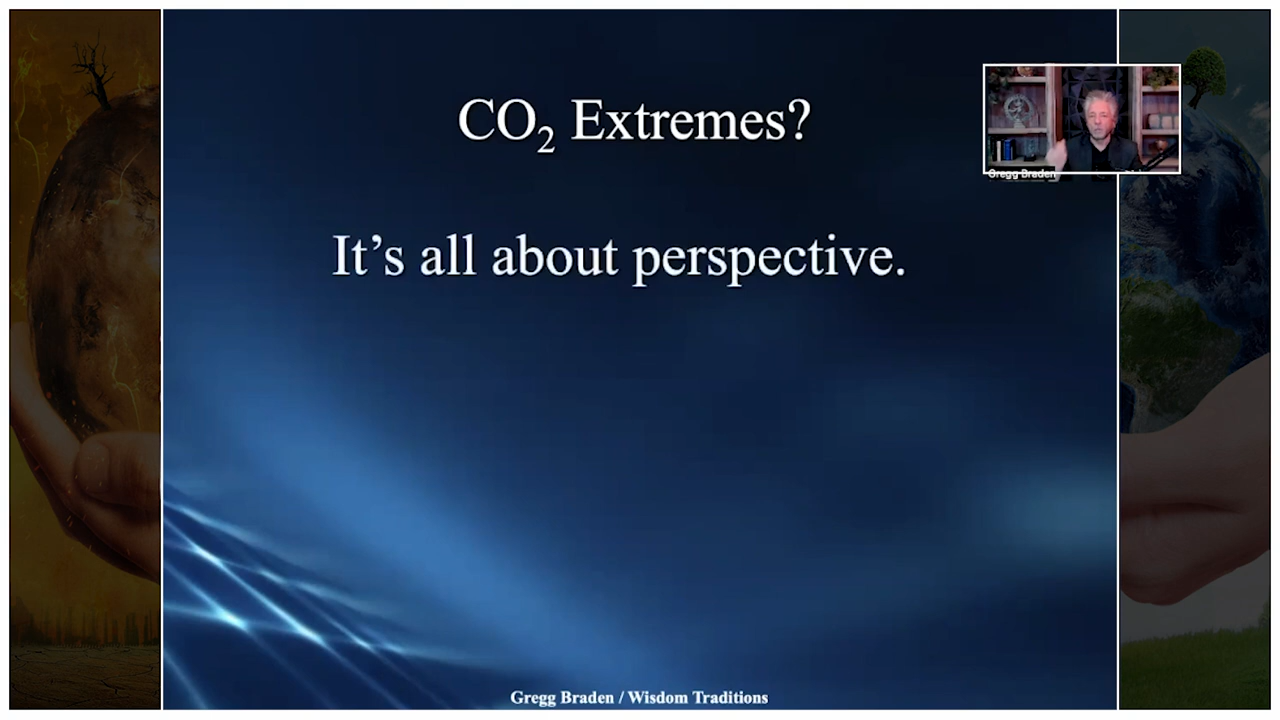 CO₂ Extremes?
Gregg Braden
It’s all about perspective.
Gregg Braden / Wisdom Traditions